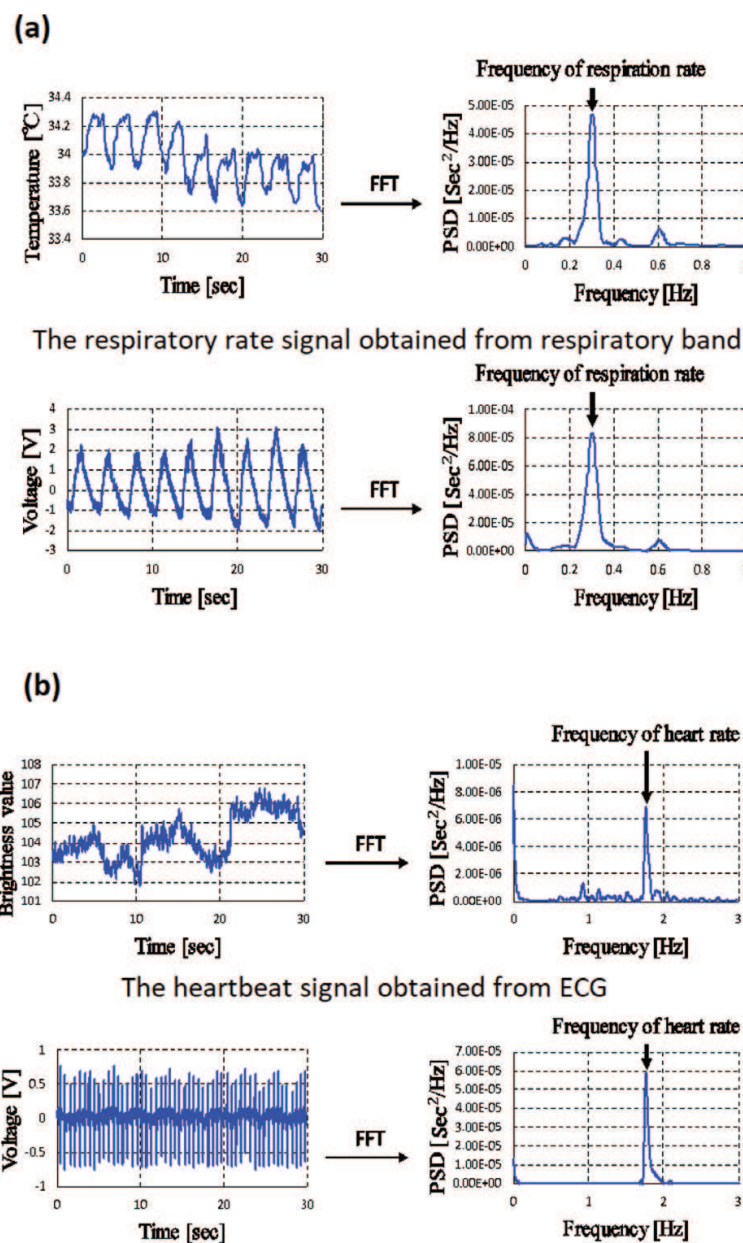 (a)
Frequency of respiration rate
Temperature [℃]
34.4
34.2
34
33.8
33.6
33.4
0 10 20 30
Time [sec]
FFT
PSD [Sec²/Hz]
5.00E-05
4.00E-05
3.00E-05
2.00E-05
1.00E-05
0.00E+00
0 0.2 0.4 0.6 0.8 1
Frequency [Hz]
The respiratory rate signal obtained from respiratory band
Frequency of respiration rate
Voltage [V]
4
3
2
1
0
-1
-2
-3
0 10 20 30
Time [sec]
FFT
PSD [Sec²/Hz]
1.00E-04
8.00E-05
6.00E-05
4.00E-05
2.00E-05
0.00E+00
0 0.2 0.4 0.6 0.8
Frequency [Hz]
(b)
Frequency of heart rate
Brightness value
108
107
106
105
104
103
102
101
0 10 20 30
Time [sec]
FFT
PSD [Sec²/Hz]
1.00E-05
8.00E-06
6.00E-06
4.00E-06
2.00E-06
0.00E+00
0 1 2 3
Frequency [Hz]
The heartbeat signal obtained from ECG
Frequency of heart rate
Voltage [V]
1
0.5
0
-0.5
-1
0 10 20 30
Time [sec]
FFT
PSD [Sec²/Hz]
7.00E-05
6.00E-05
5.00E-05
4.00E-05
3.00E-05
2.00E-05
1.00E-05
0.00E+00
0 1 2 3
Frequency [Hz]